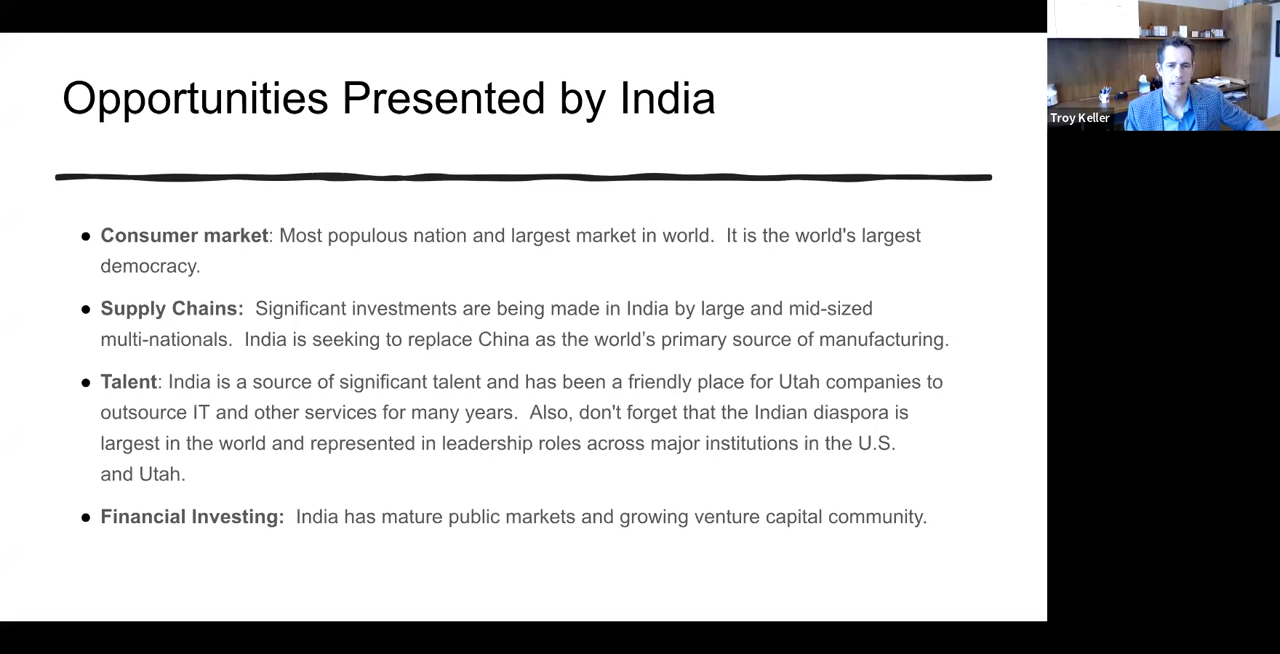 Opportunities Presented by India
● Consumer market: Most populous nation and largest market in world.  It is the world's largest
democracy.
● Supply Chains:  Significant investments are being made in India by large and mid-sized
multi-nationals.  India is seeking to replace China as the world’s primary source of manufacturing.
● Talent: India is a source of significant talent and has been a friendly place for Utah companies to
outsource IT and other services for many years.  Also, don't forget that the Indian diaspora is
largest in the world and represented in leadership roles across major institutions in the U.S.
and Utah.
● Financial Investing:  India has mature public markets and growing venture capital community.
Troy Keller